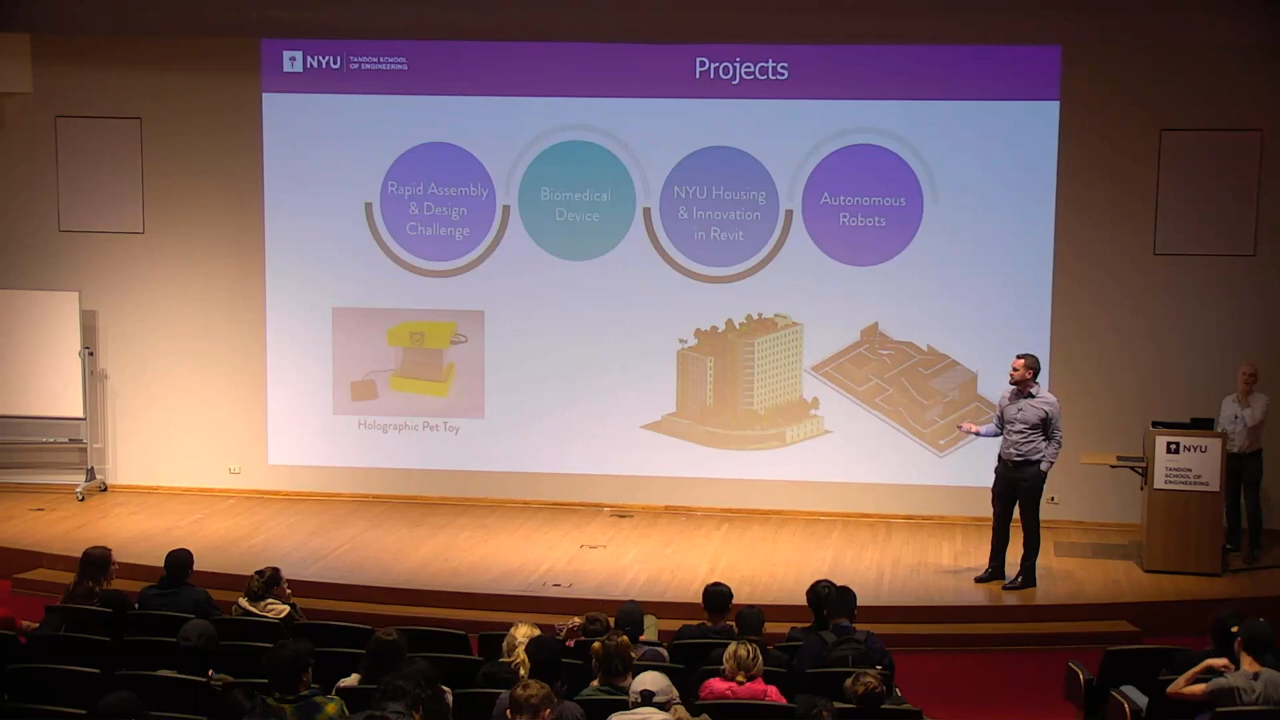 NYU
TANDON SCHOOL
OF ENGINEERING
Projects
Rapid Assembly
& Design
Challenge
Biomedical
Device
NYU Housing
& Innovation
in Revit
Autonomous
Robots
Holographic Pet Toy
NYU
TANDON
SCHOOL OF
ENGINEERING